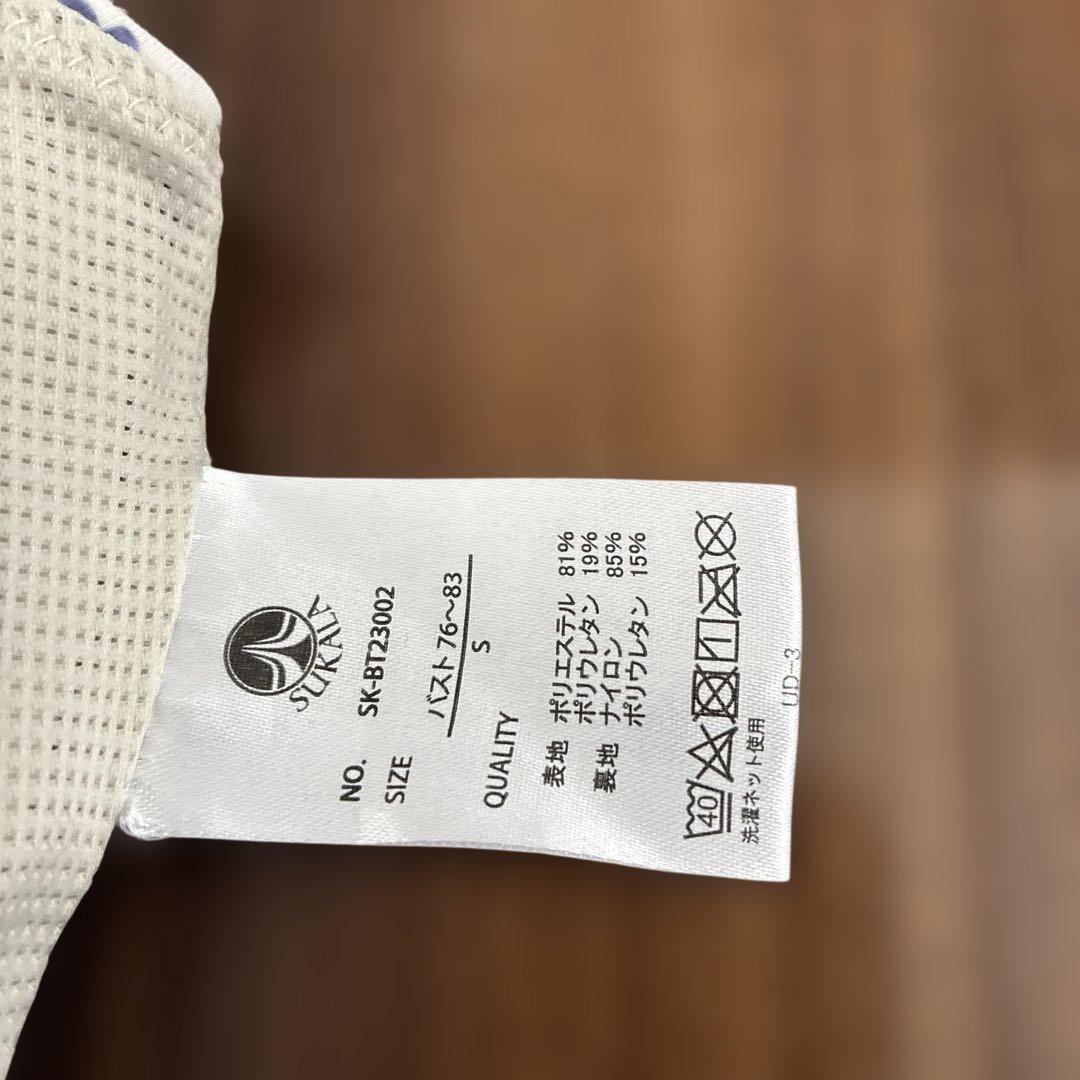 SUKALA
NO. SK-BT23002
SIZE バスト 76〜83
S
QUALITY
表地 ポリエステル 81%
ポリウレタン 19%
裏地 ナイロン 85%
ポリウレタン 15%
40
洗濯ネット使用
UD-3